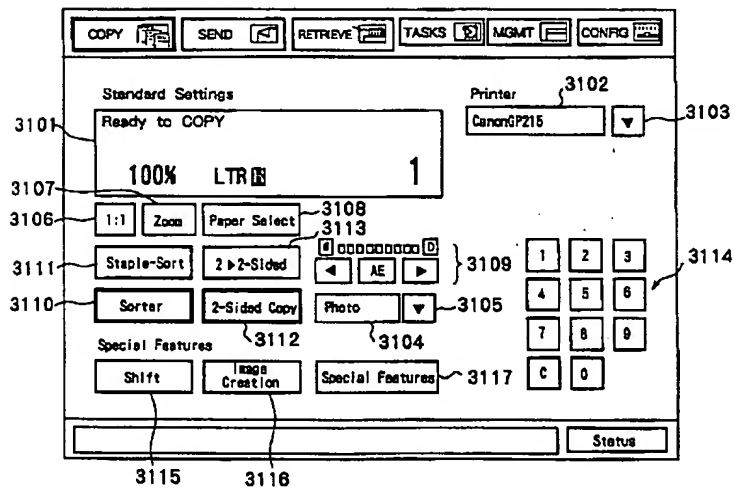 COPY SEND RETRIEVE TASKS MGMT CONFIG
Standard Settings Printer 3102
3101 Ready to COPY CanonGP215 ▼ 3103
100% LTR R 1
3107
3106 1:1 Zoom Paper Select 3108
3113
3111 Staple-Sort 2▶2-Sided D ◀ AE ▶ 3109 1 2 3 3114
3110 Sorter 2-Sided Copy Photo ▼ 3105 4 5 6
3112 3104
7 8 9
Special Features
Shift Image Creation Special Features 3117 C 0
Status
3115 3116